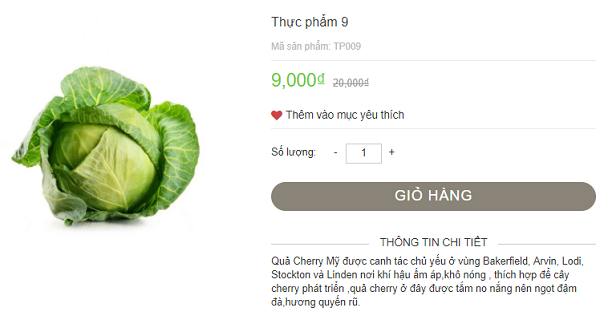 Thực phẩm 9
Mã sản phẩm: TP009
9,000₫ 20,000₫
Thêm vào mục yêu thích
Số lượng: - 1 +
GIỎ HÀNG
THÔNG TIN CHI TIẾT
Quả Cherry Mỹ được canh tác chủ yếu ở vùng Bakerfield, Arvin, Lodi,
Stockton và Linden nơi khí hậu ấm áp,khô nóng , thích hợp để cây
cherry phát triển ,quả cherry ở đây được tắm no nắng nên ngọt đậm
đà,hương quyến rũ.